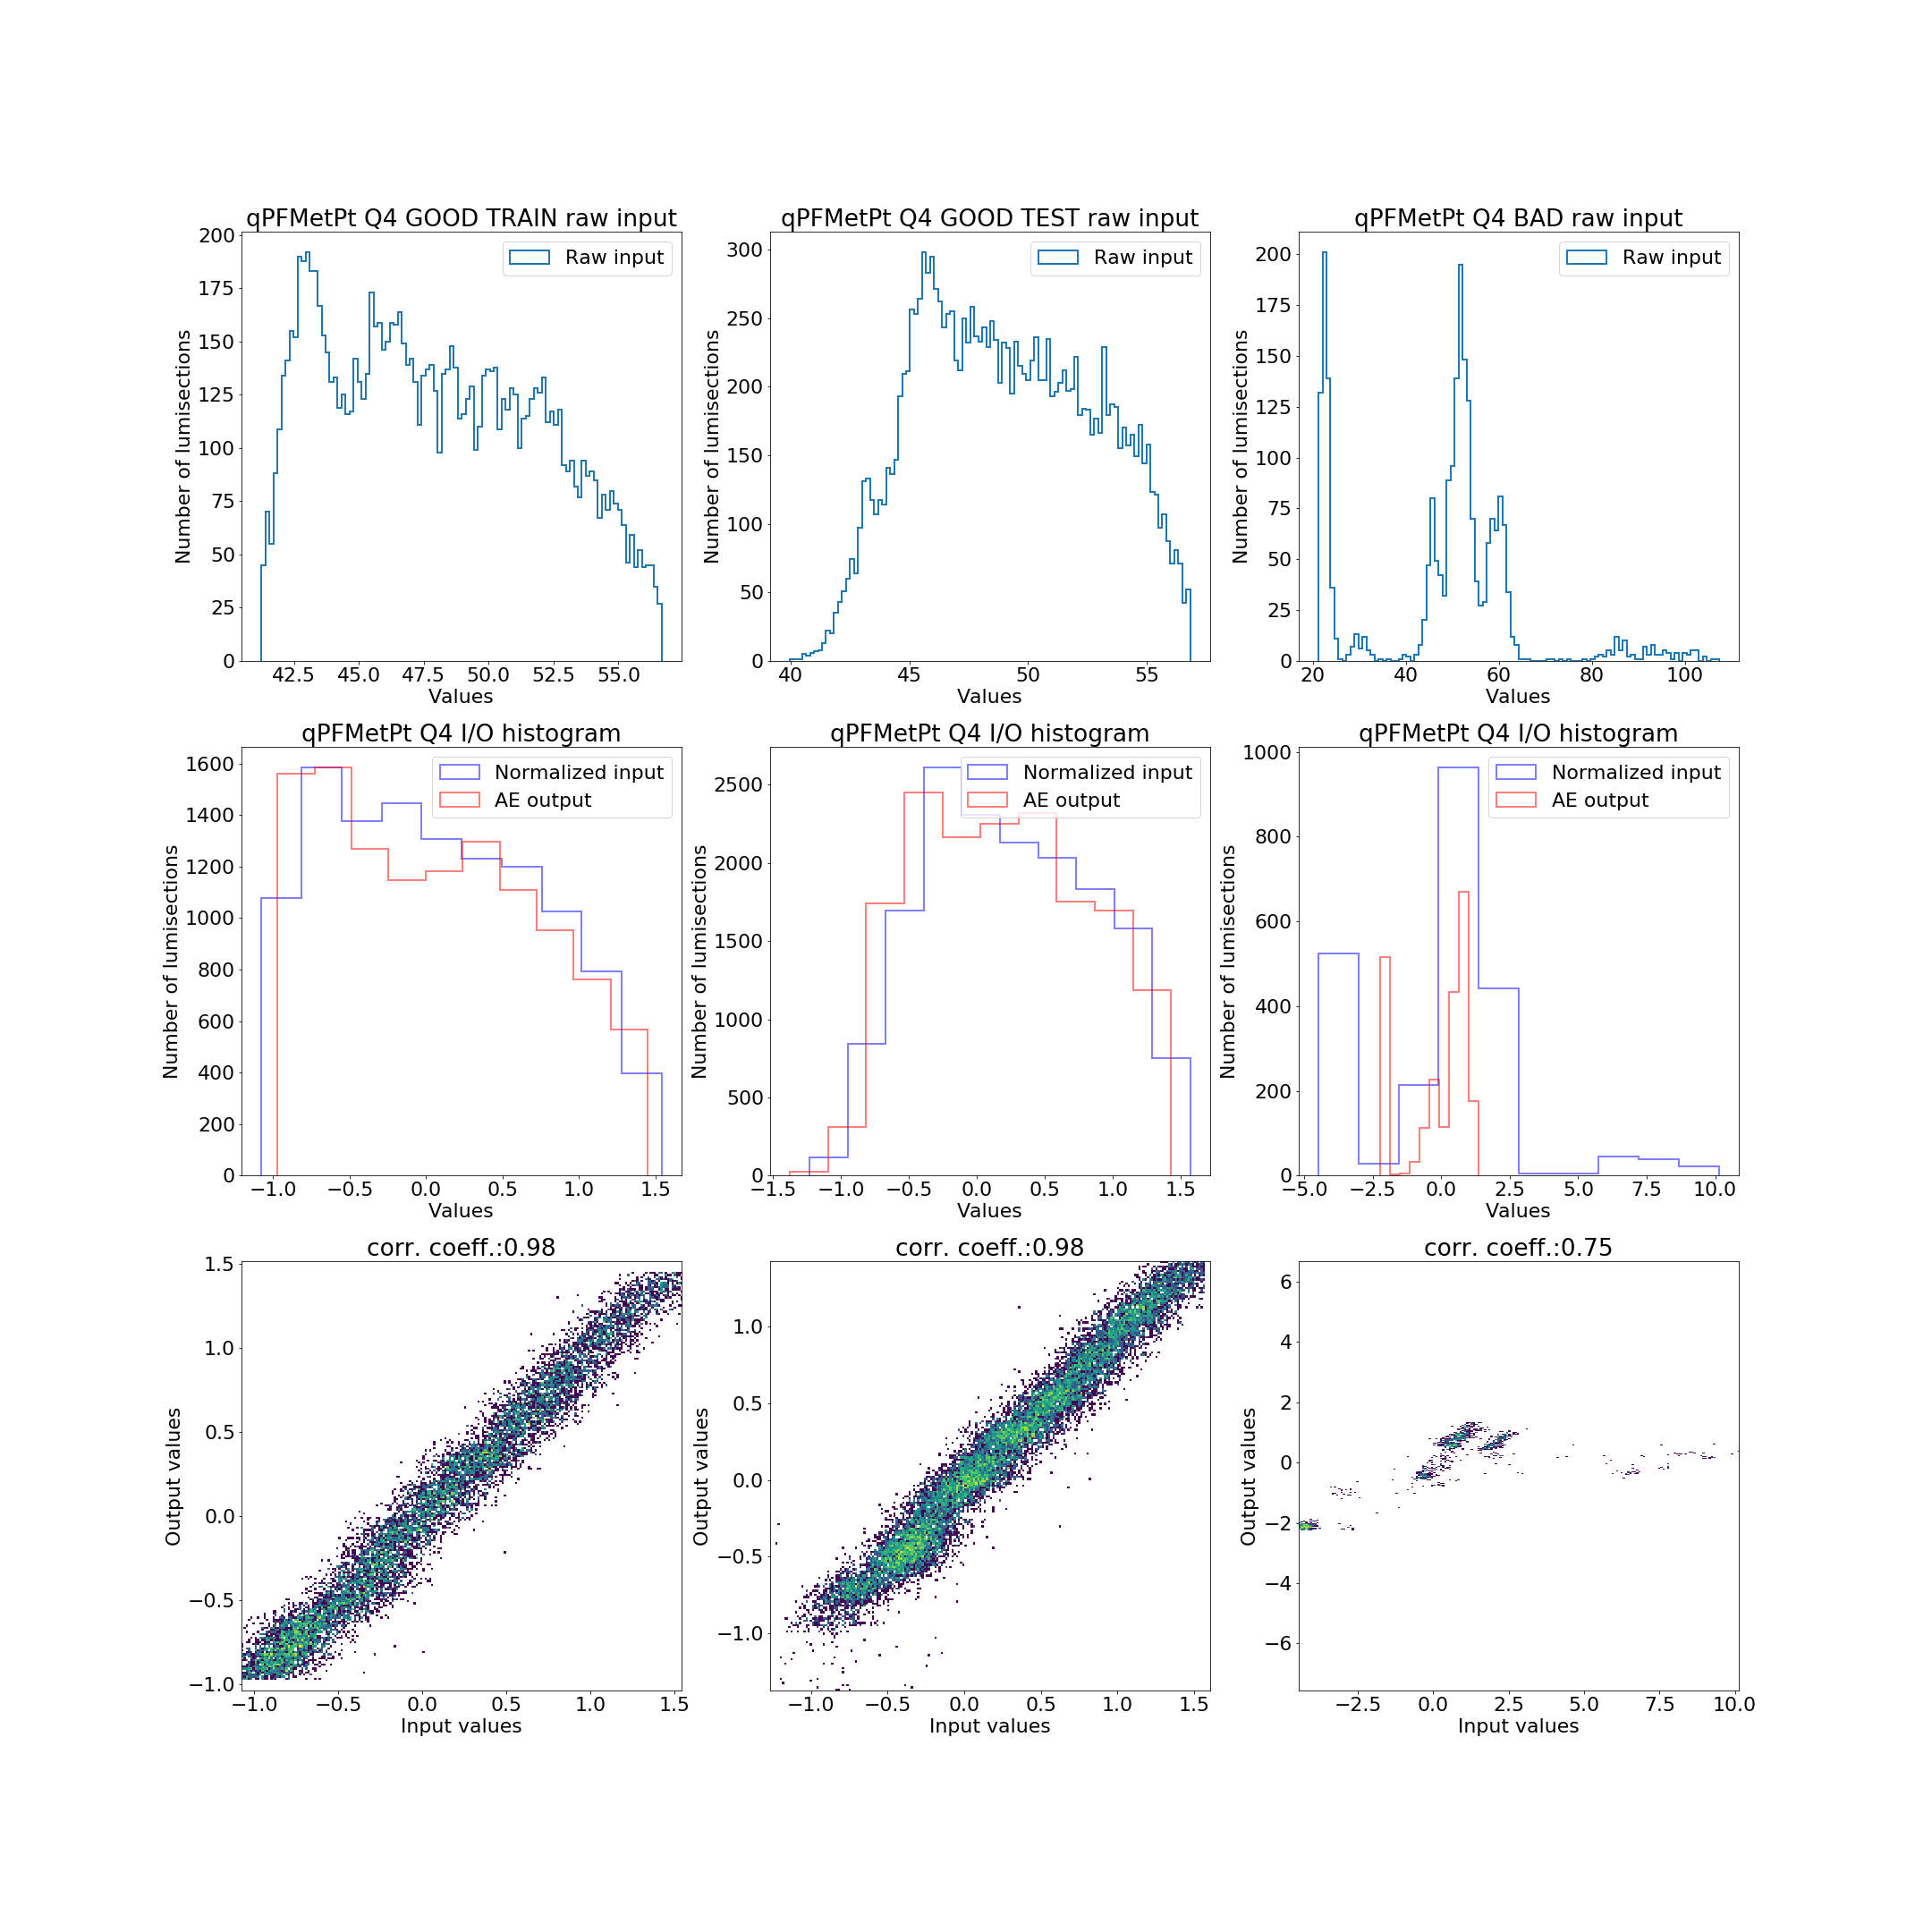 qPFMetPt Q4 GOOD TRAIN raw input
Raw input
200
175
150
125
100
75
50
25
0
42.5 45.0 47.5 50.0 52.5 55.0
Values
Number of lumisections
qPFMetPt Q4 GOOD TEST raw input
Raw input
300
250
200
150
100
50
0
40 45 50 55
Values
Number of lumisections
qPFMetPt Q4 BAD raw input
Raw input
200
175
150
125
100
75
50
25
0
20 40 60 80 100
Values
Number of lumisections
qPFMetPt Q4 I/O histogram
Normalized input
AE output
1600
1400
1200
1000
800
600
400
200
0
−1.0 −0.5 0.0 0.5 1.0 1.5
Values
Number of lumisections
qPFMetPt Q4 I/O histogram
Normalized input
AE output
2500
2000
1500
1000
500
0
−1.5 −1.0 −0.5 0.0 0.5 1.0 1.5
Values
Number of lumisections
qPFMetPt Q4 I/O histogram
Normalized input
AE output
1000
800
600
400
200
0
−5.0 −2.5 0.0 2.5 5.0 7.5 10.0
Values
Number of lumisections
corr. coeff.:0.98
1.5
1.0
0.5
0.0
−0.5
−1.0
−1.0 −0.5 0.0 0.5 1.0 1.5
Input values
Output values
corr. coeff.:0.98
1.0
0.5
0.0
−0.5
−1.0
−1.0 −0.5 0.0 0.5 1.0 1.5
Input values
Output values
corr. coeff.:0.75
6
4
2
0
−2
−4
−6
−2.5 0.0 2.5 5.0 7.5 10.0
Input values
Output values